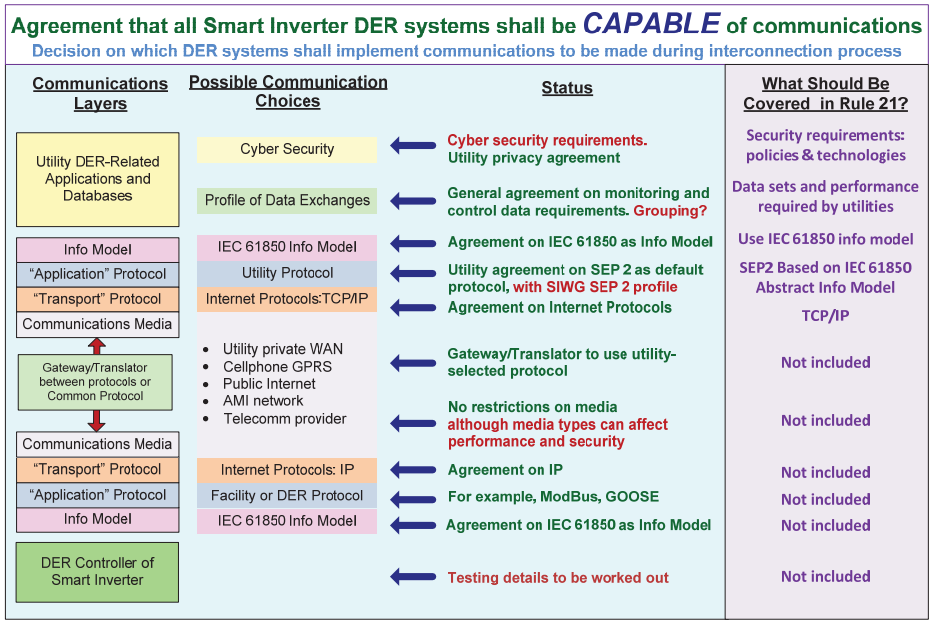 Agreement that all Smart Inverter DER systems shall be CAPABLE of communications
Decision on which DER systems shall implement communications to be made during interconnection process
Communications
Layers
Possible Communication
Choices
Status
What Should Be
Covered in Rule 21?
Utility DER-Related
Applications and
Databases
Cyber Security
Cyber security requirements.
Utility privacy agreement
Security requirements:
policies & technologies
Profile of Data Exchanges
General agreement on monitoring and
control data requirements. Grouping?
Data sets and performance
required by utilities
Info Model
IEC 61850 Info Model
Agreement on IEC 61850 as Info Model
Use IEC 61850 info model
“Application” Protocol
Utility Protocol
Utility agreement on SEP 2 as default
protocol, with SIWG SEP 2 profile
SEP2 Based on IEC 61850
Abstract Info Model
“Transport” Protocol
Internet Protocols:TCP/IP
Agreement on Internet Protocols
TCP/IP
Communications Media
Gateway/Translator
between protocols or
Common Protocol
• Utility private WAN
• Cellphone GPRS
• Public Internet
• AMI network
• Telecomm provider
Gateway/Translator to use utility-
selected protocol
Not included
No restrictions on media
although media types can affect
performance and security
Not included
Communications Media
“Transport” Protocol
Internet Protocols: IP
Agreement on IP
Not included
“Application” Protocol
Facility or DER Protocol
For example, ModBus, GOOSE
Not included
Info Model
IEC 61850 Info Model
Agreement on IEC 61850 as Info Model
Not included
DER Controller of
Smart Inverter
Testing details to be worked out
Not included